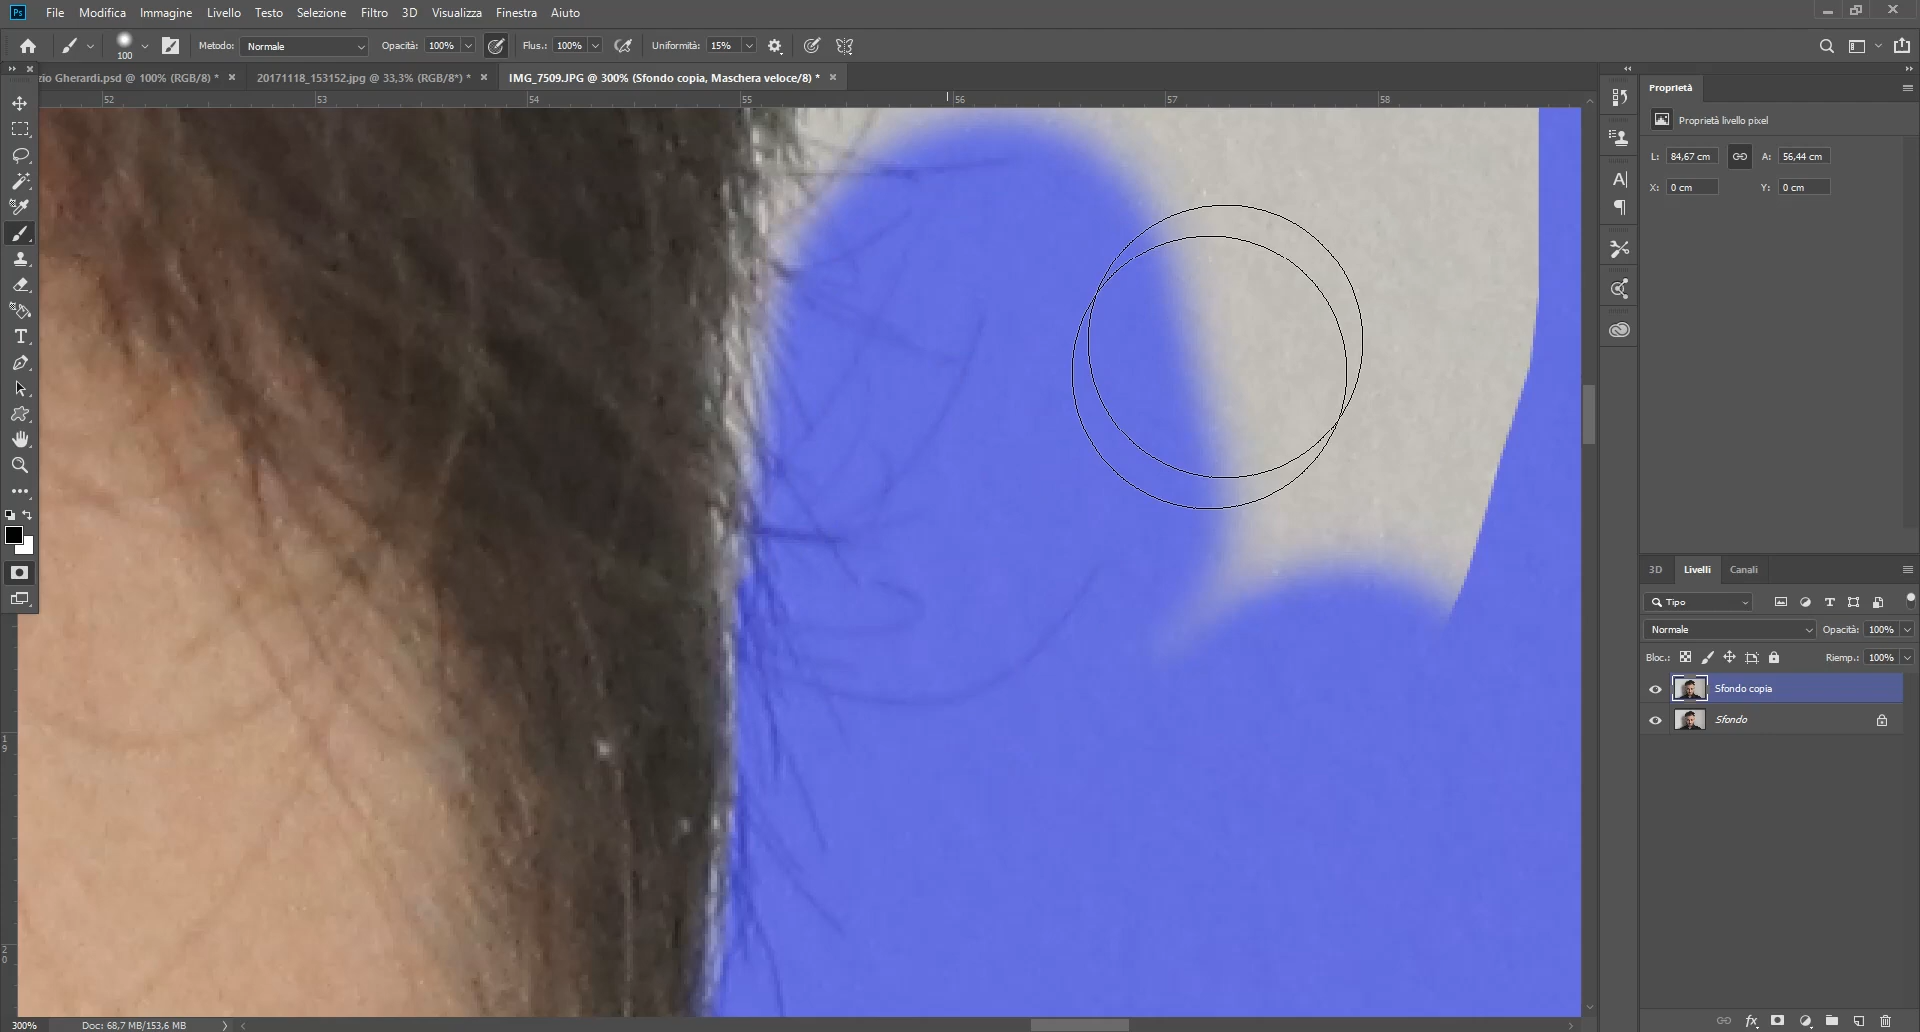 Ps File Modifica Immagine Livello Testo Selezione Filtro 3D Visualizza Finestra Aiuto
100 Metodo: Normale Opacità: 100% Flus.: 100% Uniformità: 15%
zio Gherardi.psd @ 100% (RGB/8) * 20171118_153152.jpg @ 33,3% (RGB/8*) * IMG_7509.JPG @ 300% (Sfondo copia, Maschera veloce/8) *
52 53 54 55 56 57 58
Proprietà
Proprietà livello pixel
L: 84,67 cm A: 56,44 cm
X: 0 cm Y: 0 cm
3D Livelli Canali
Tipo
Normale Opacità: 100%
Bloc.: Riemp.: 100%
Sfondo copia
Sfondo
19
20
300% Doc: 68,7 MB/153,6 MB